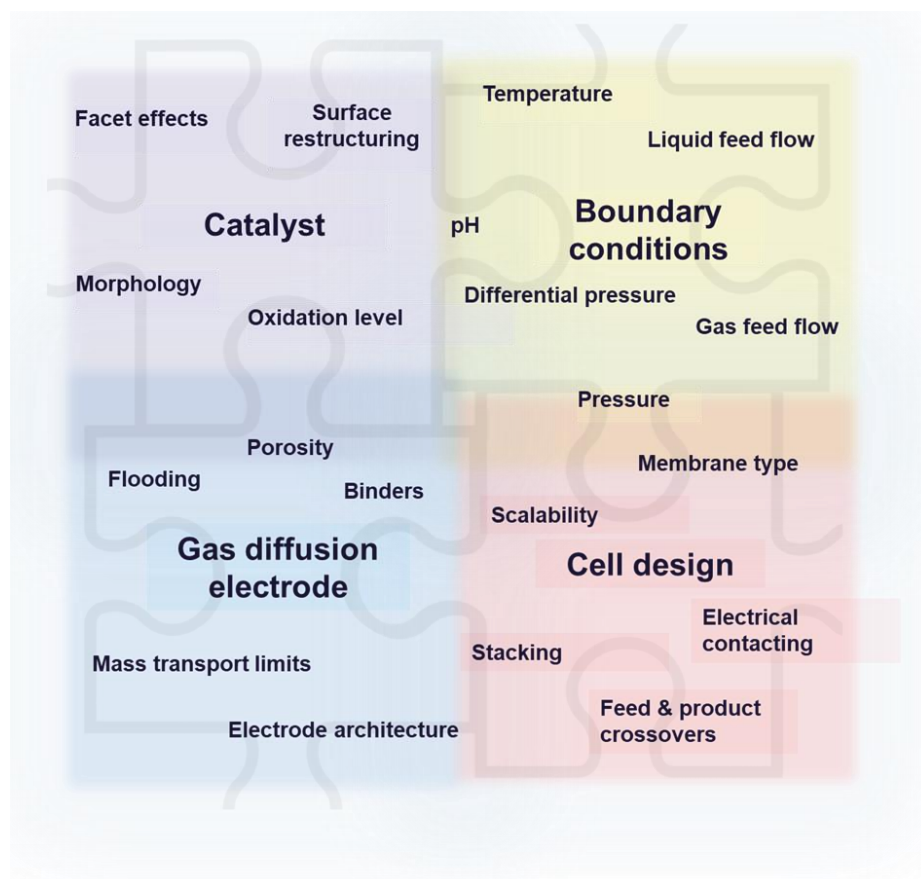 Facet effects
Surface
restructuring
Catalyst
Morphology
Oxidation level
Temperature
Liquid feed flow
pH
Boundary
conditions
Differential pressure
Gas feed flow
Pressure
Porosity
Flooding
Binders
Gas diffusion
electrode
Mass transport limits
Electrode architecture
Membrane type
Scalability
Cell design
Electrical
contacting
Stacking
Feed & product
crossovers